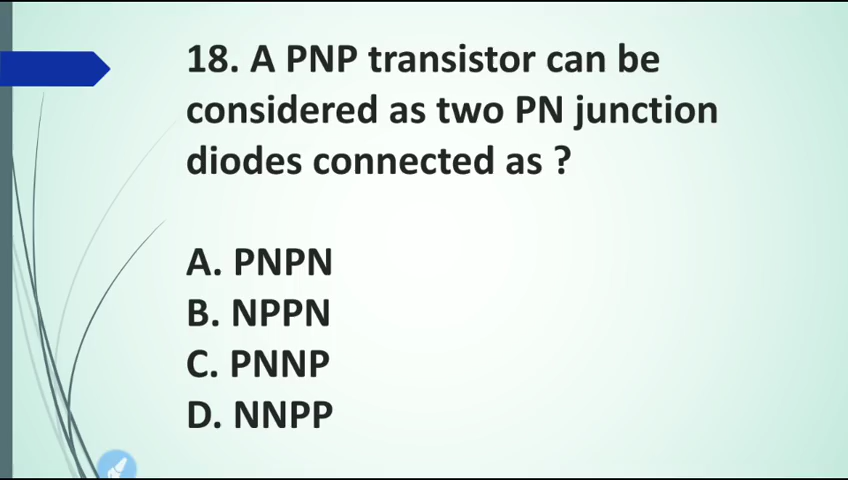 18. A PNP transistor can be
considered as two PN junction
diodes connected as ?
A. PNPN
B. NPPN
C. PNNP
D. NNPP